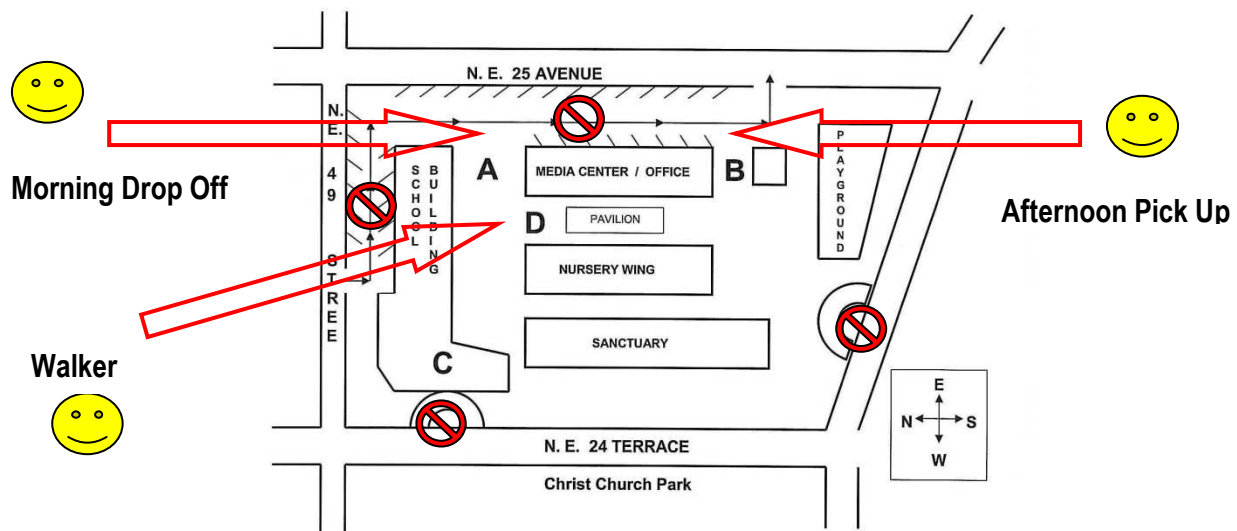 N. E. 25 AVENUE
N.E. 49 STREE
Morning Drop Off
A
SCHOOL
BUILDING
MEDIA CENTER / OFFICE
B
PLAYGROUND
Afternoon Pick Up
D
PAVILION
NURSERY WING
SANCTUARY
Walker
C
E
N
S
W
N. E. 24 TERRACE
Christ Church Park